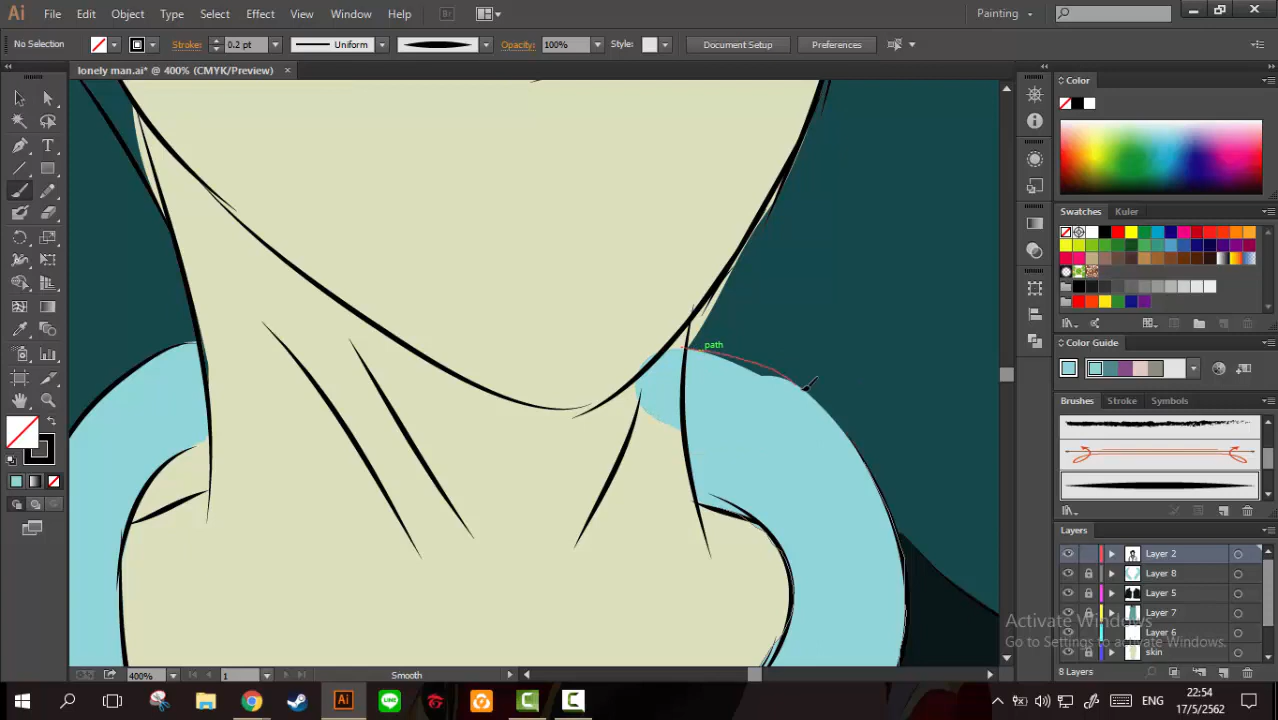 Ai File Edit Object Type Select Effect View Window Help Br Painting
No Selection Stroke: 0.2 pt Uniform Opacity: 100% Style: Document Setup Preferences
lonely man.ai* @ 400% (CMYK/Preview)
Color
Swatches Kuler
path
Color Guide
Brushes Stroke Symbols
Layers
Layer 2
Layer 8
Layer 5
Layer 7
Layer 6
skin
8 Layers
Activate Windows
Go to Settings to activate Windows.
400% 1 Smooth
ENG
22:54
17/5/2562